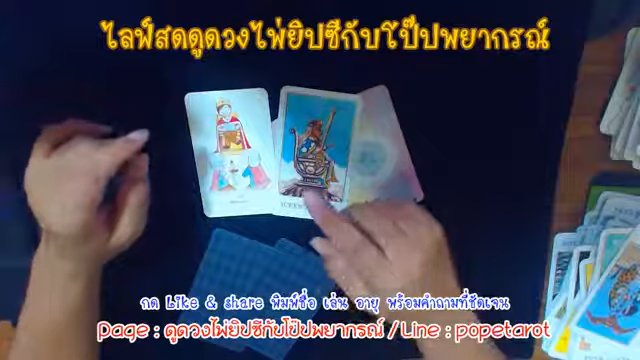 ไลฟ์สดดูดวงไพ่ยิปซีกับโป๊ปพยากรณ์
กด Like & share พิมพ์ชื่อ เล่น อายุ พร้อมคำถามที่ชัดเจน
Page : ดูดวงไพ่ยิปซีกับโป๊ปพยากรณ์ / Line : popetarot